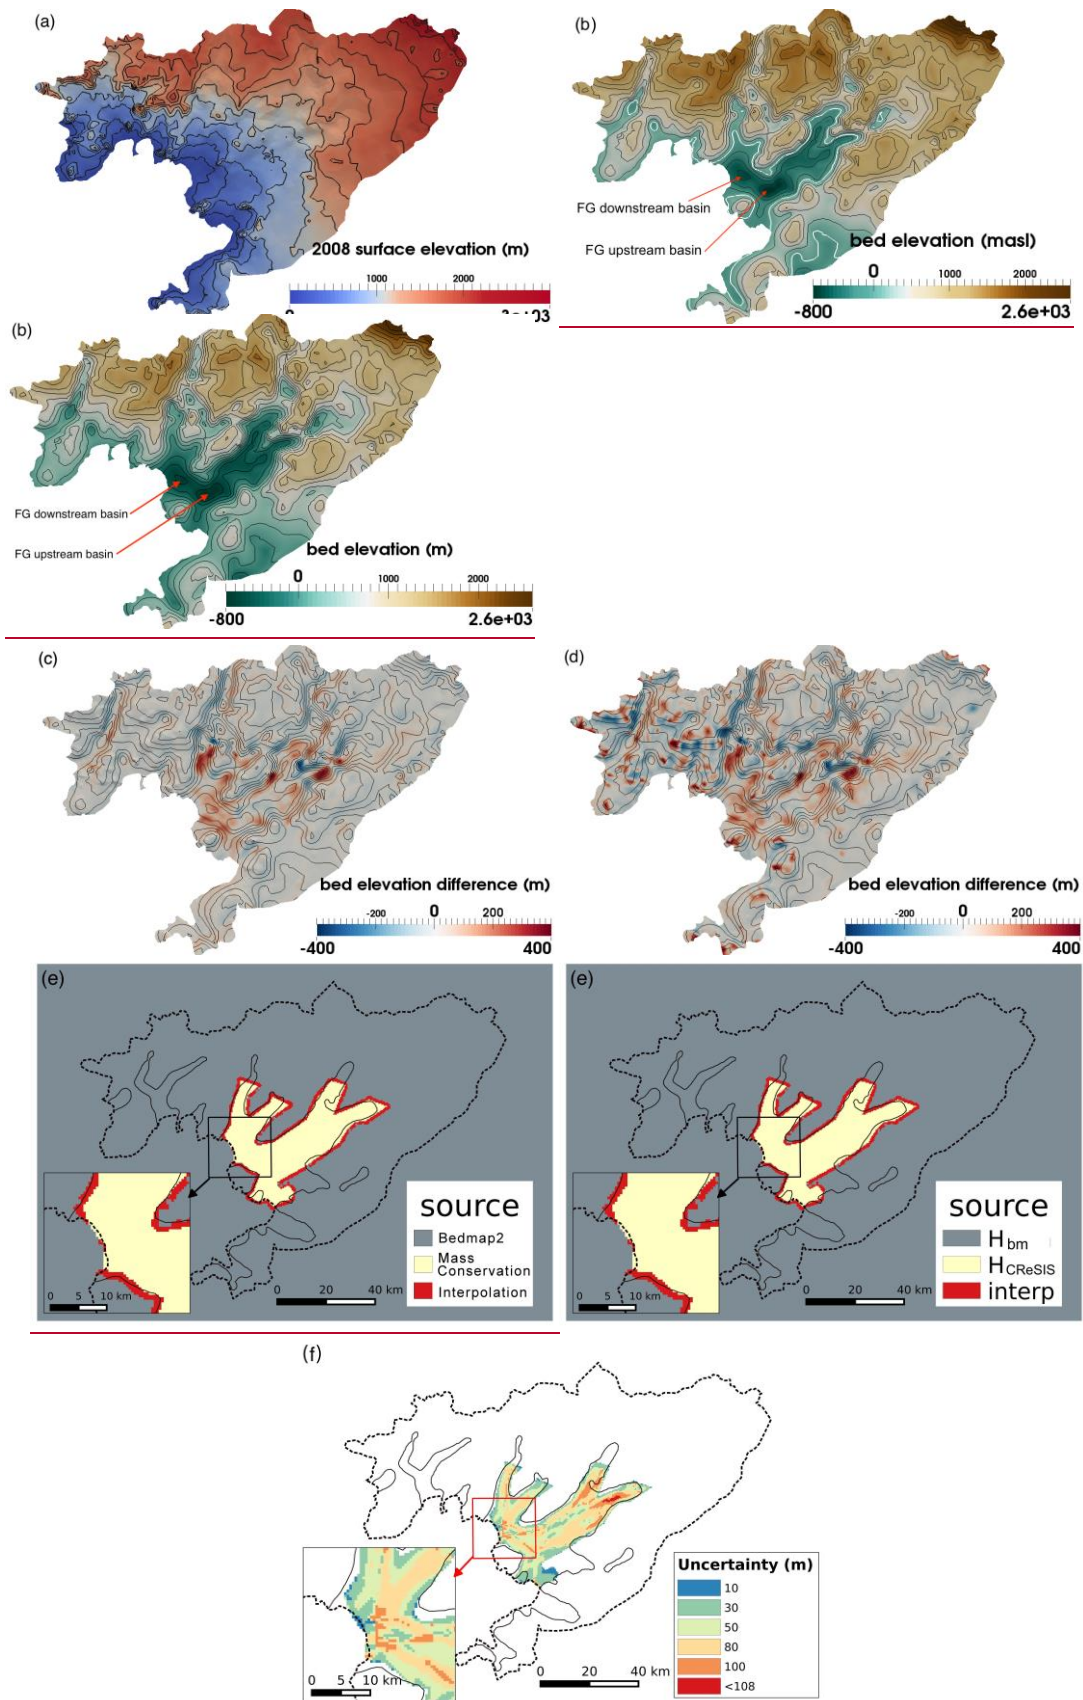 (a)
2008 surface elevation (m)
1000 2000
(b)
FG downstream basin
FG upstream basin
bed elevation (masl)
0 1000 2000
-800 2.6e+03
(b)
FG downstream basin
FG upstream basin
bed elevation (m)
0 1000 2000
-800 2.6e+03
(c)
bed elevation difference (m)
-200 0 200
-400 400
(d)
bed elevation difference (m)
-200 0 200
-400 400
(e)
source
Bedmap2
Mass
Conservation
Interpolation
0 5 10 km
0 20 40 km
(e)
source
H bm
H CReSIS
interp
0 5 10 km
0 20 40 km
(f)
Uncertainty (m)
10
30
50
80
100
<108
0 5 10 km
0 20 40 km